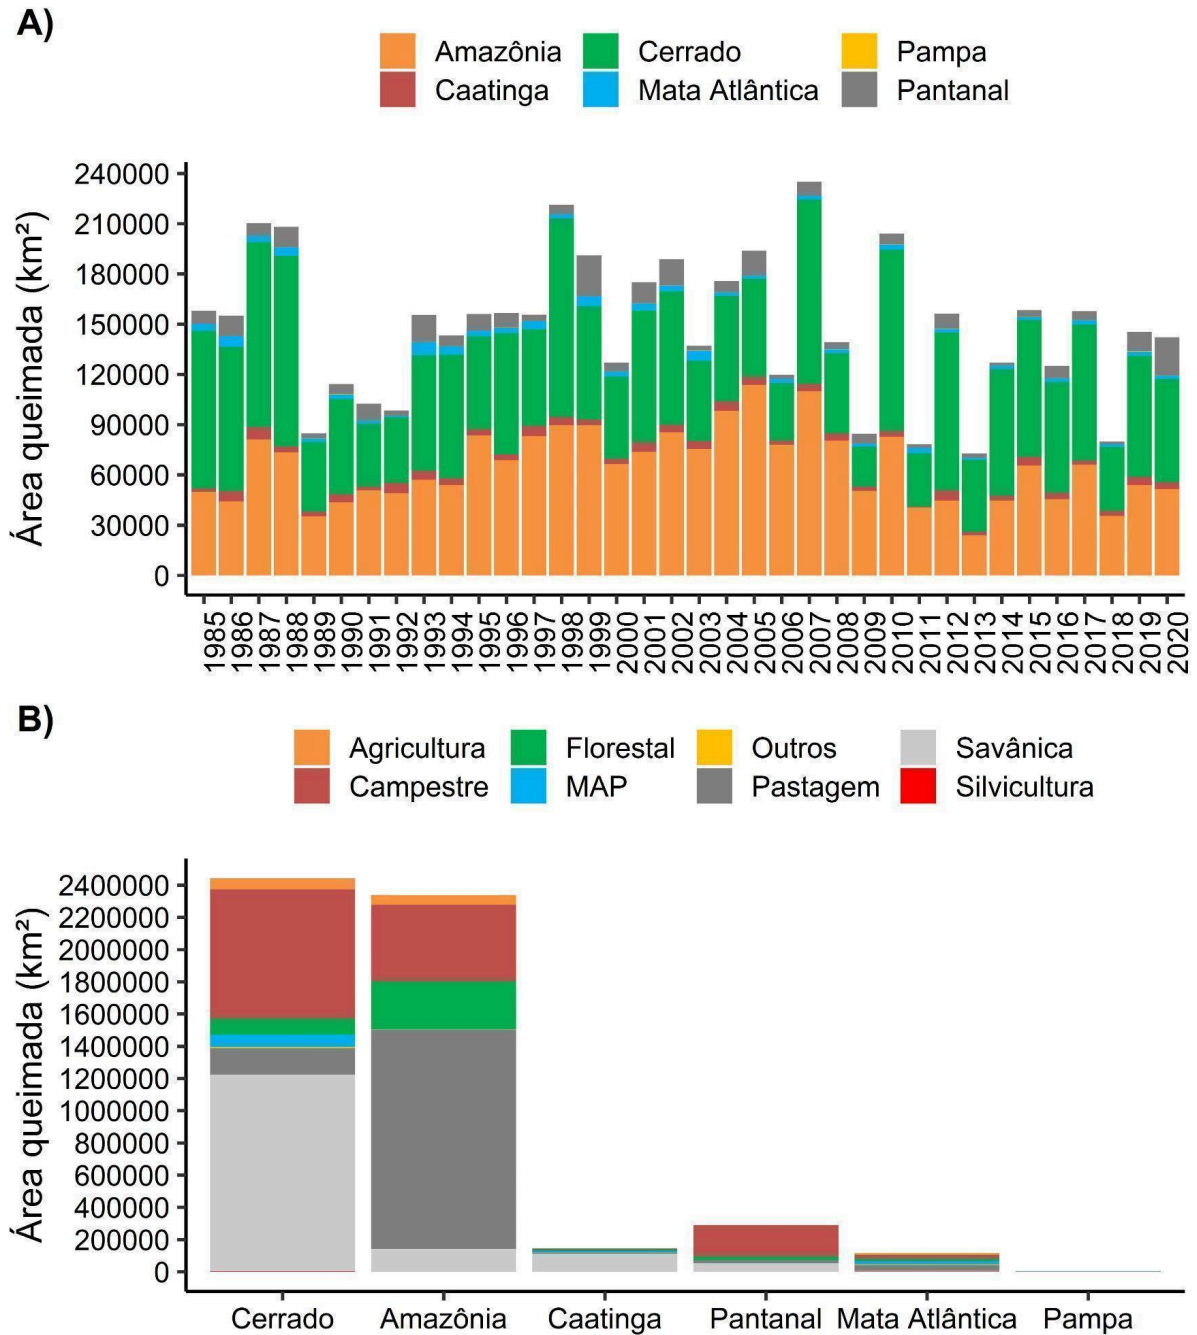 A)
Amazônia Cerrado Pampa
Caatinga Mata Atlântica Pantanal
Área queimada (km²)
240000
210000
180000
150000
120000
90000
60000
30000
0
1985 1986 1987 1988 1989 1990 1991 1992 1993 1994 1995 1996 1997 1998 1999 2000 2001 2002 2003 2004 2005 2006 2007 2008 2009 2010 2011 2012 2013 2014 2015 2016 2017 2018 2019 2020
B)
Agricultura Florestal Outros Savânica
Campestre MAP Pastagem Silvicultura
Área queimada (km²)
2400000
2200000
2000000
1800000
1600000
1400000
1200000
1000000
800000
600000
400000
200000
0
Cerrado Amazônia Caatinga Pantanal Mata Atlântica Pampa